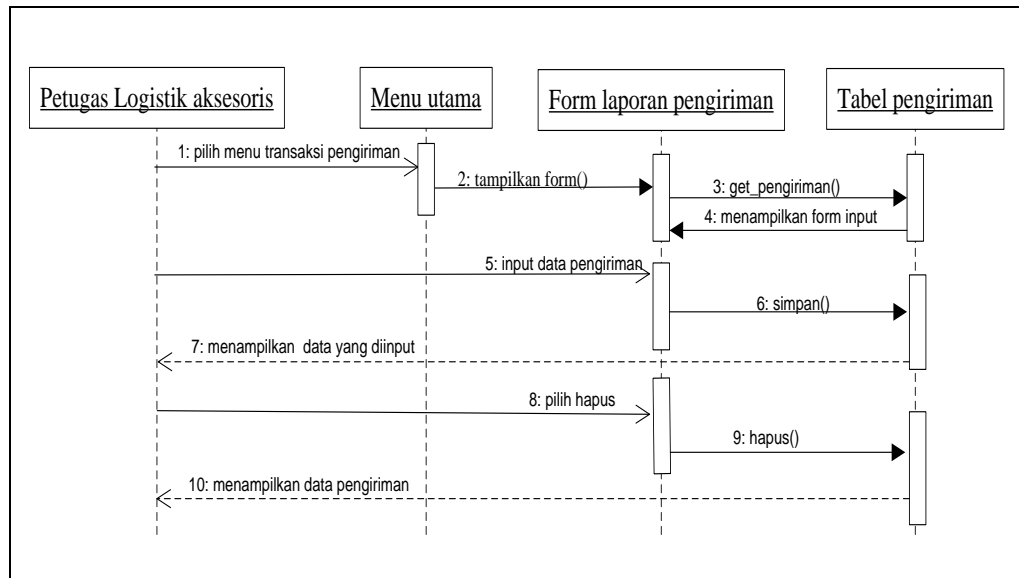 Petugas Logistik aksesoris
Menu utama
Form laporan pengiriman
Tabel pengiriman
1: pilih menu transaksi pengiriman
2: tampilkan form()
3: get_pengiriman()
4: menampilkan form input
5: input data pengiriman
6: simpan()
7: menampilkan data yang diinput
8: pilih hapus
9: hapus()
10: menampilkan data pengiriman